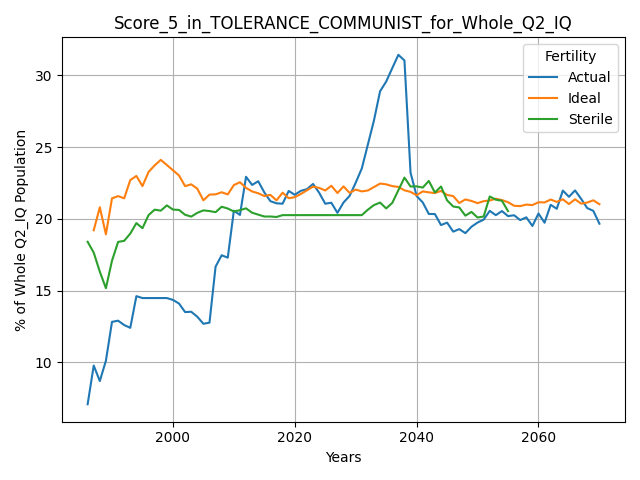 Score_5_in_TOLERANCE_COMMUNIST_for_Whole_Q2_IQ
Fertility
Actual
Ideal
Sterile
% of Whole Q2_IQ Population
30
25
20
15
10
2000
2020
2040
2060
Years